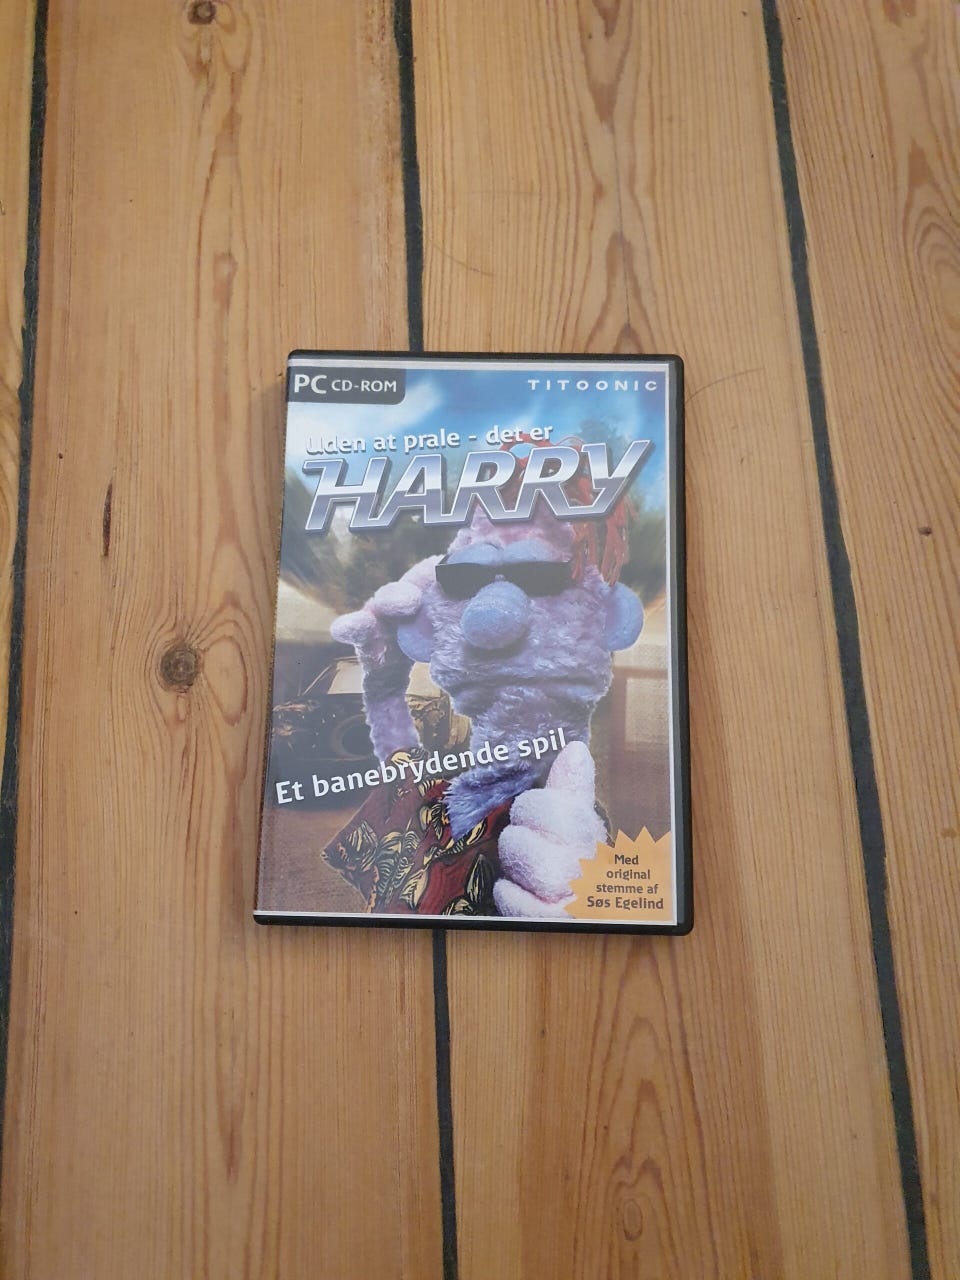 PC CD-ROM
TITOONIC
uden at prale - det er
HARRY
Et banebrydende spil
Med
original
stemme af
Søs Egelind